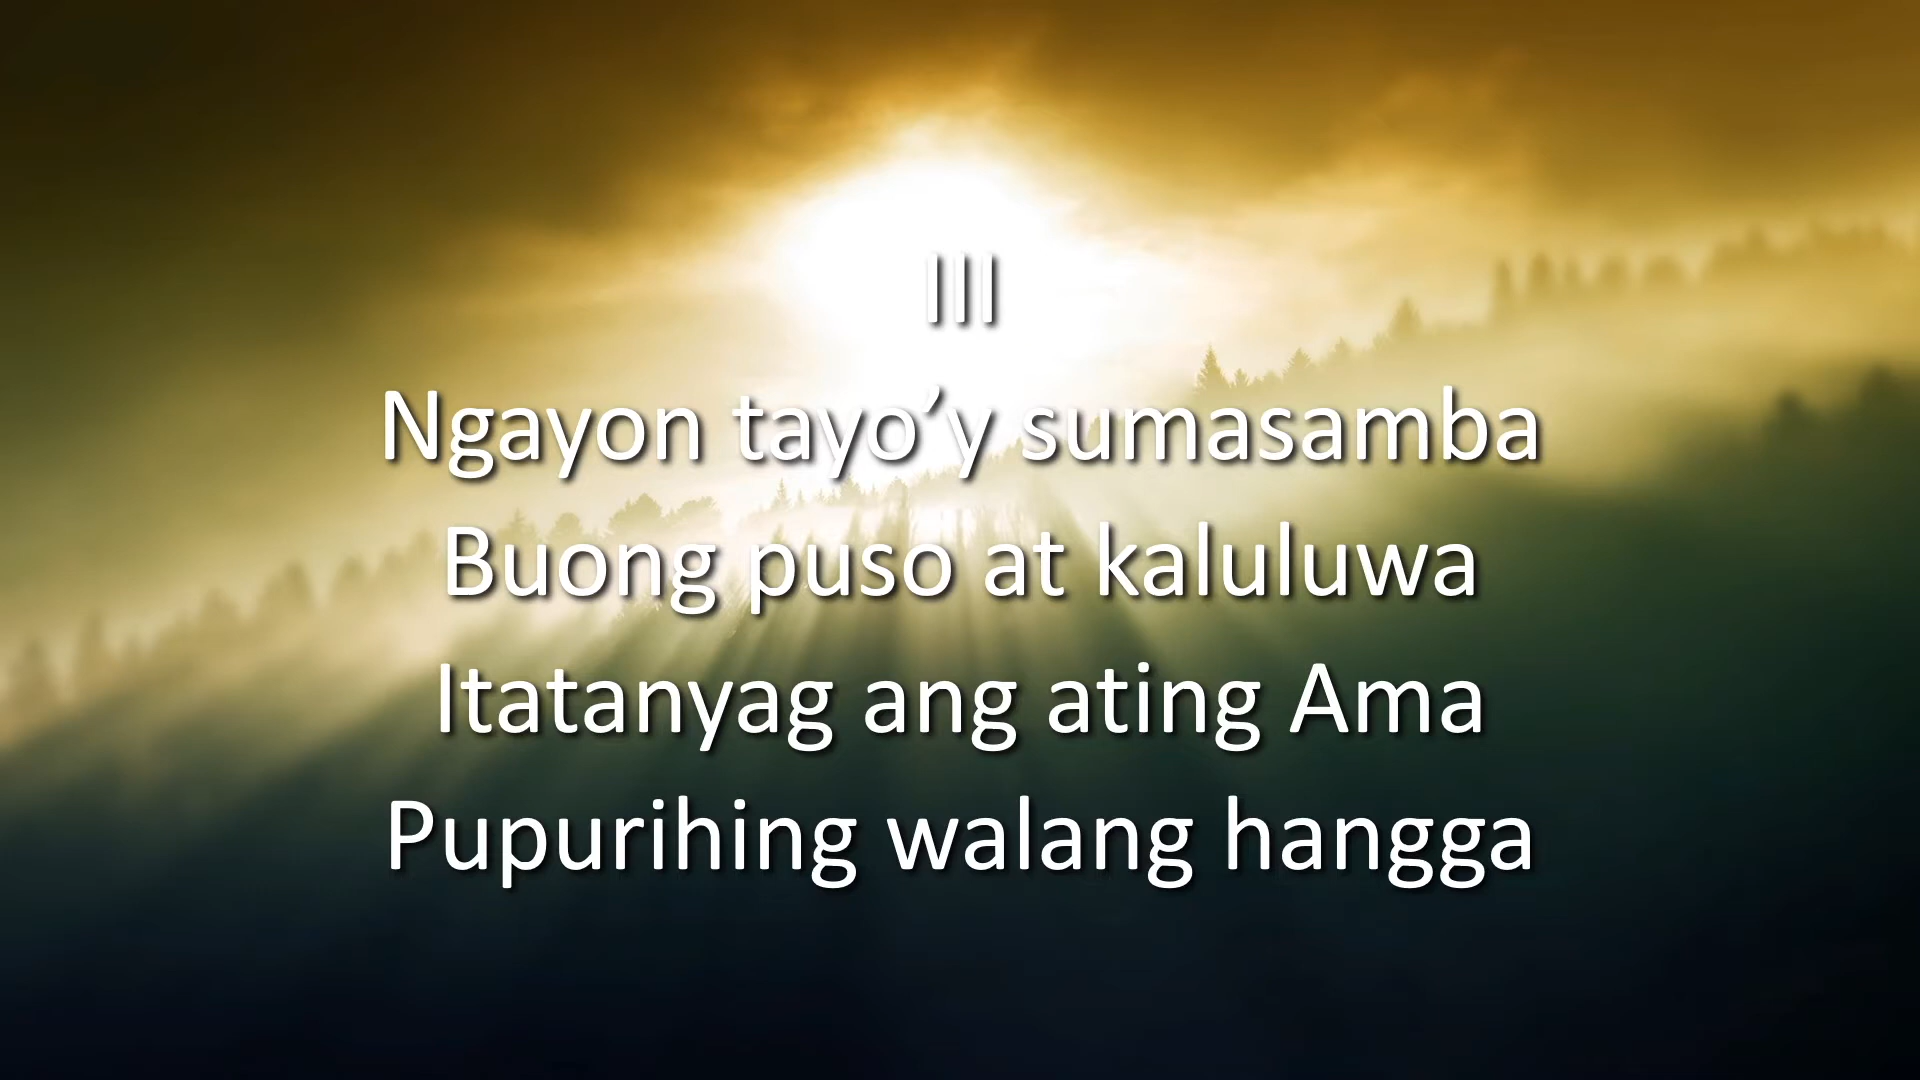 III
Ngayon tayo’y sumasamba
Buong puso at kaluluwa
Itatanyag ang ating Ama
Pupurihing walang hangga